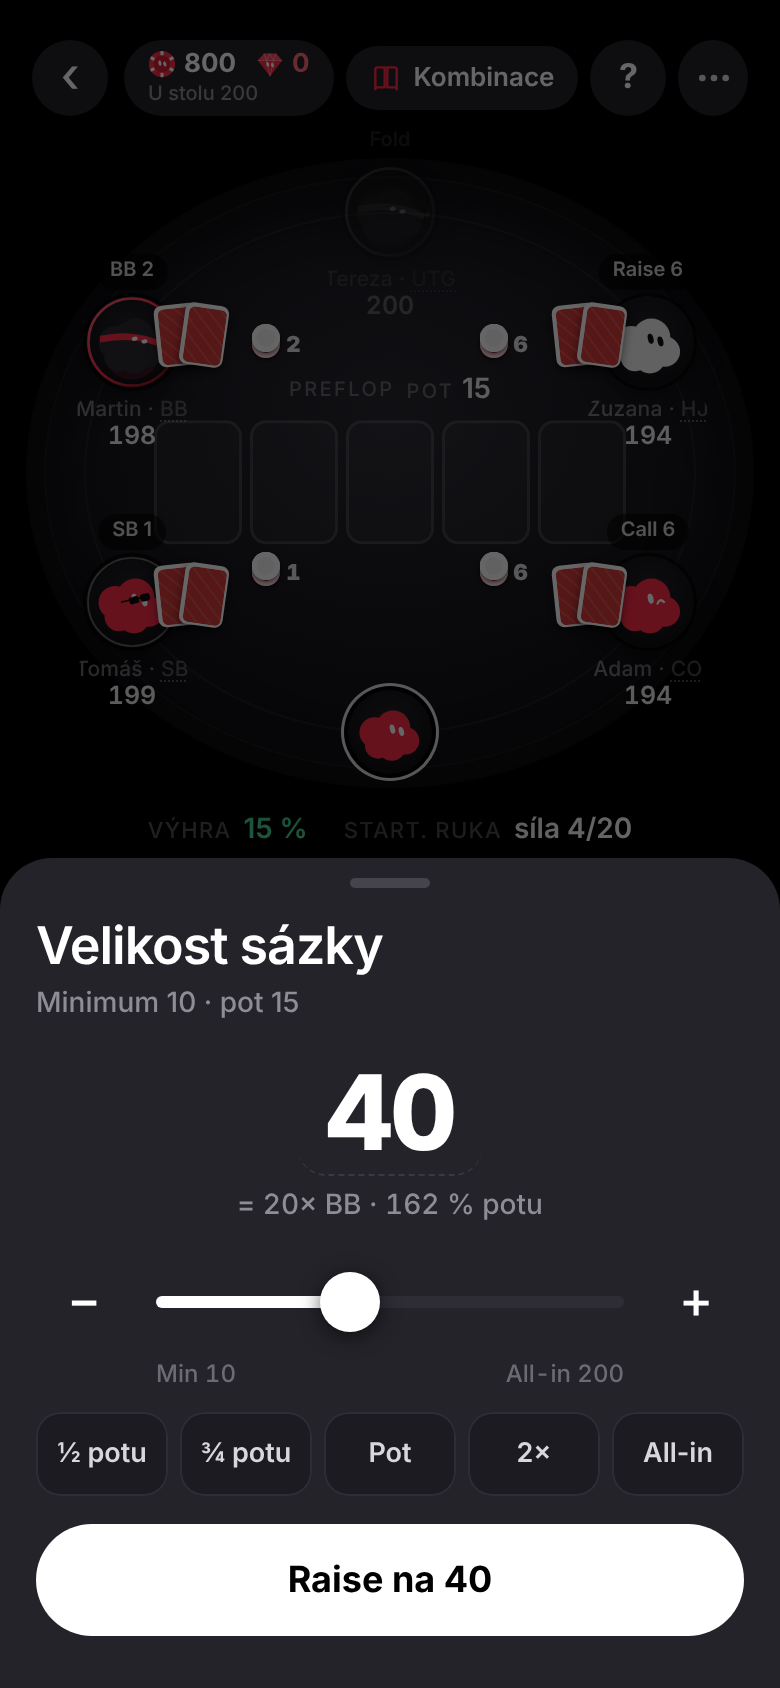 800 0
U stolu 200
Kombinace
?
Fold
Tereza · UTG
200
BB 2
Raise 6
2
6
Martin · BB
198
Zuzana · HJ
194
PREFLOP POT 15
SB 1
Call 6
1
6
Tomáš · SB
199
Adam · CO
194
VÝHRA 15 % START. RUKA síla 4/20
Velikost sázky
Minimum 10 · pot 15
40
= 20× BB · 162 % potu
− +
Min 10 All-in 200
½ potu ¾ potu Pot 2× All-in
Raise na 40